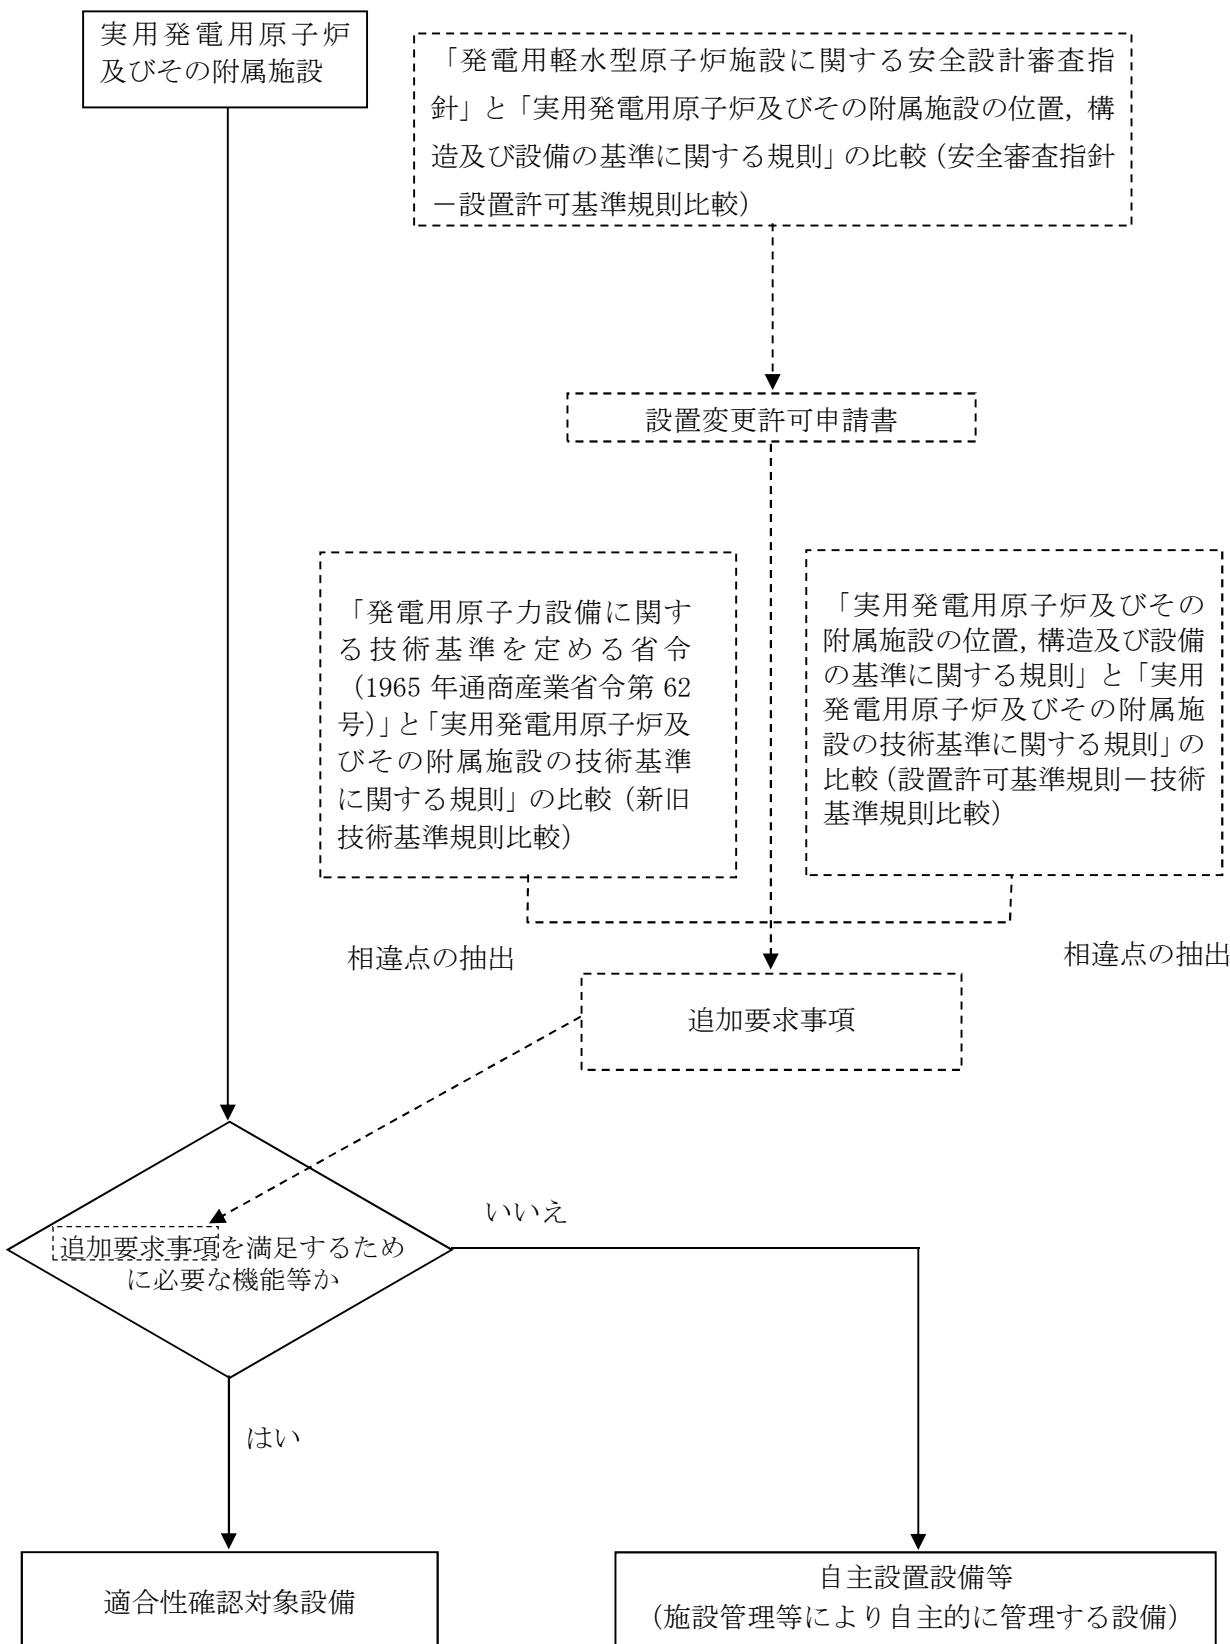 実用発電用原子炉
及びその附属施設
「発電用軽水型原子炉施設に関する安全設計審査指
針」と「実用発電用原子炉及びその附属施設の位置，構
造及び設備の基準に関する規則」の比較（安全審査指針
－設置許可基準規則比較）
設置変更許可申請書
「発電用原子力設備に関す
る技術基準を定める省令
（1965 年通商産業省令第 62
号）」と「実用発電用原子炉及
びその附属施設の技術基準
に関する規則」の比較（新旧
技術基準規則比較）
「実用発電用原子炉及びその
附属施設の位置，構造及び設備
の基準に関する規則」と「実用
発電用原子炉及びその附属施
設の技術基準に関する規則」の
比較（設置許可基準規則－技術
基準規則比較）
相違点の抽出
相違点の抽出
追加要求事項
いいえ
追加要求事項を満足するため
に必要な機能等か
はい
適合性確認対象設備
自主設置設備等
（施設管理等により自主的に管理する設備）